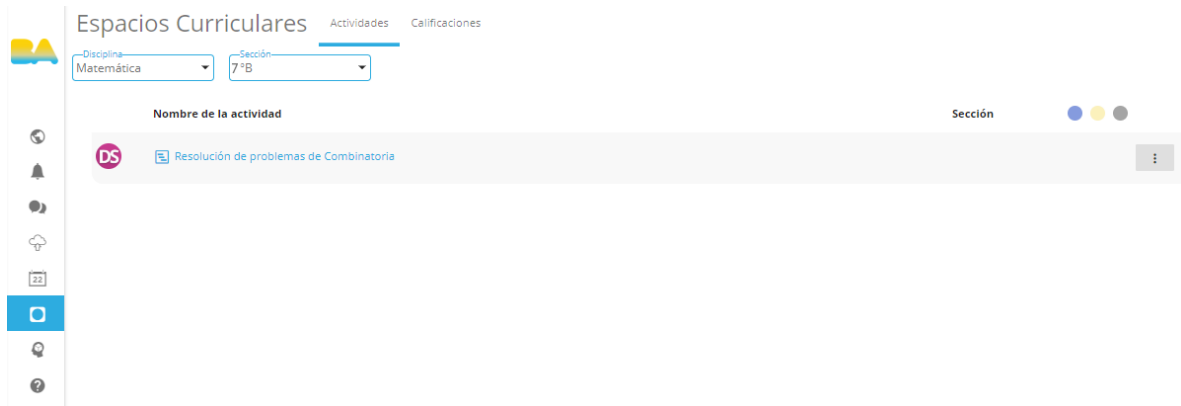 Espacios Curriculares Actividades Calificaciones
BA
Disciplina Sección
Matemática 7°B
Nombre de la actividad Sección
DS Resolución de problemas de Combinatoria
22
?